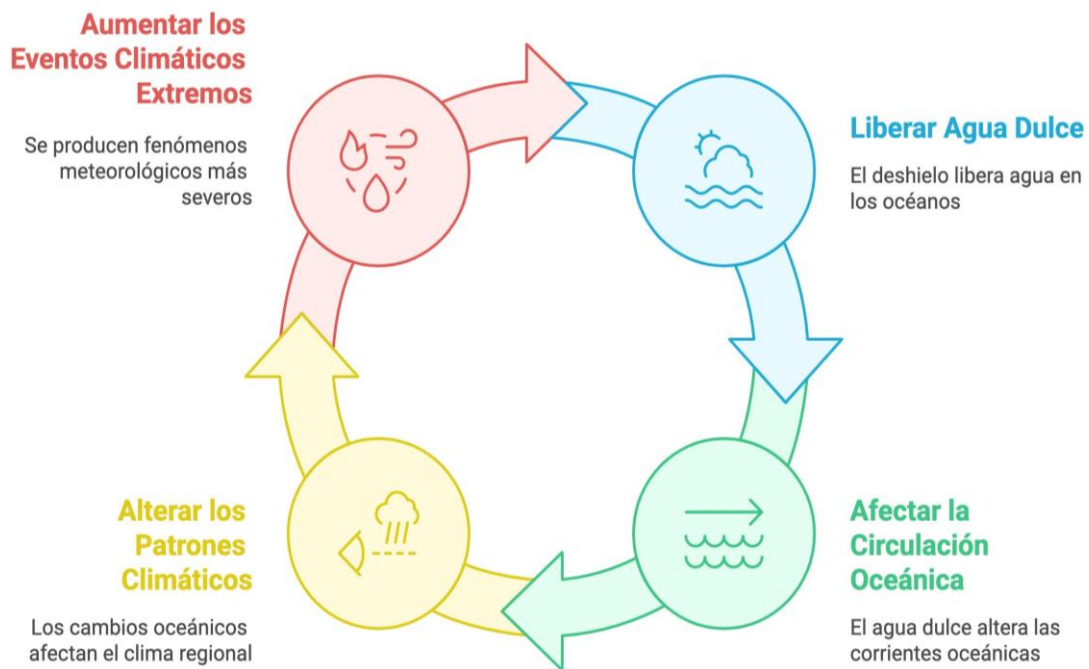 Aumentar los
Eventos Climáticos
Extremos
Se producen fenómenos
meteorológicos más
severos
Liberar Agua Dulce
El deshielo libera agua en
los océanos
Alterar los
Patrones
Climáticos
Los cambios oceánicos
afectan el clima regional
Afectar la
Circulación
Oceánica
El agua dulce altera las
corrientes oceánicas